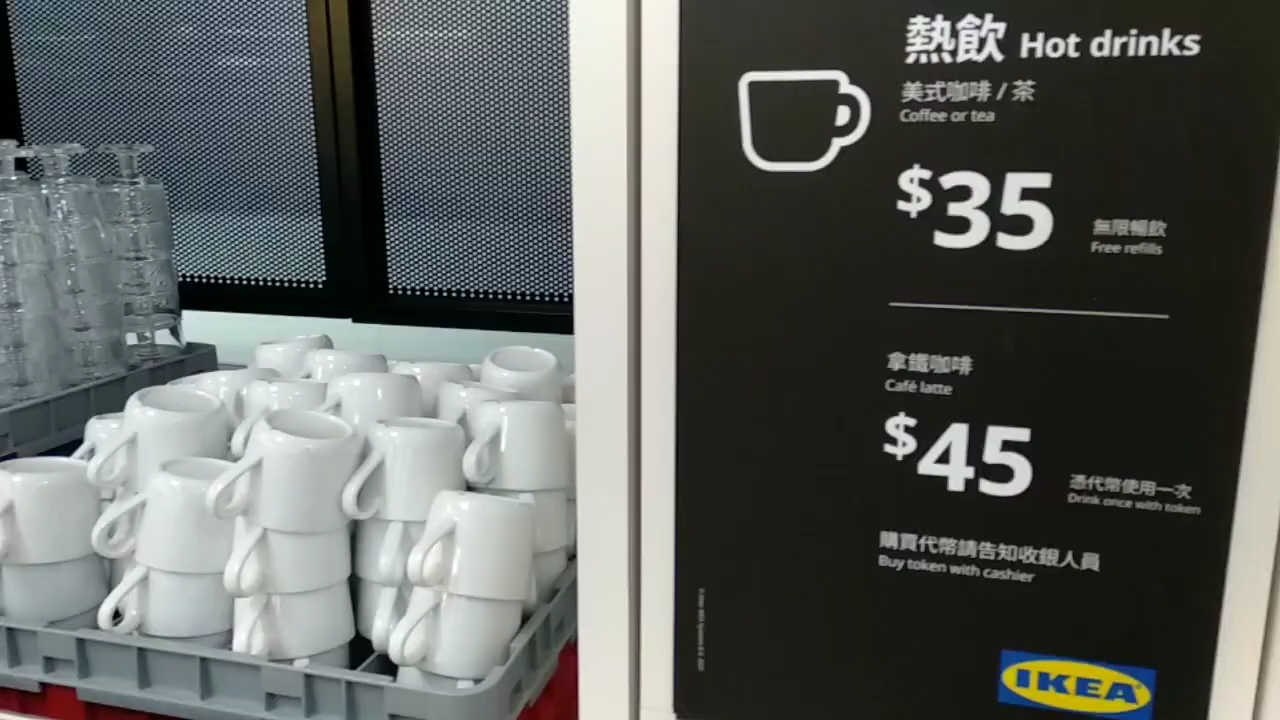 熱飲 Hot drinks
美式咖啡 / 茶
Coffee or tea
$35
無限暢飲
Free refills
拿鐵咖啡
Café latte
$45
憑代幣使用一次
Drink once with token
購買代幣請告知收銀人員
Buy token with cashier
IKEA